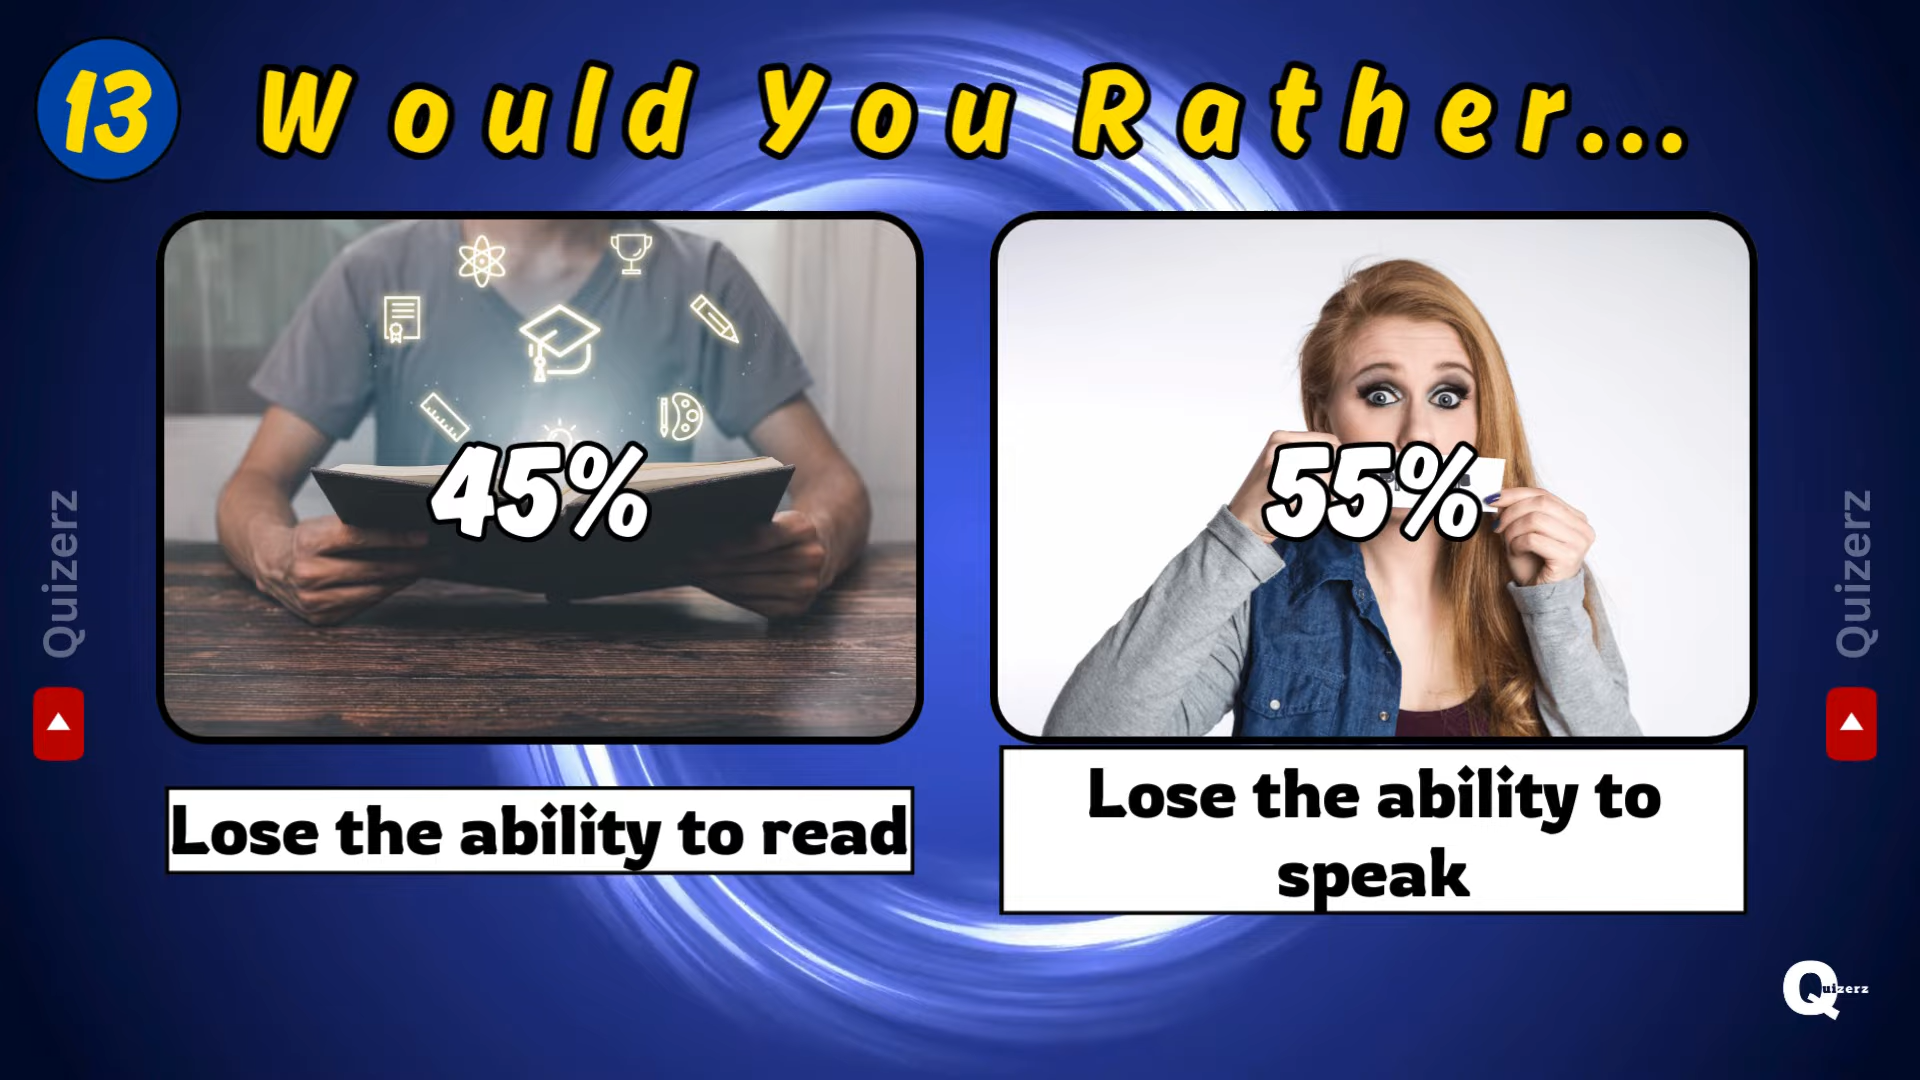 13
Would You Rather...
45%
55%
Lose the ability to read
Lose the ability to
speak
Quizerz
Quizerz
Quizerz